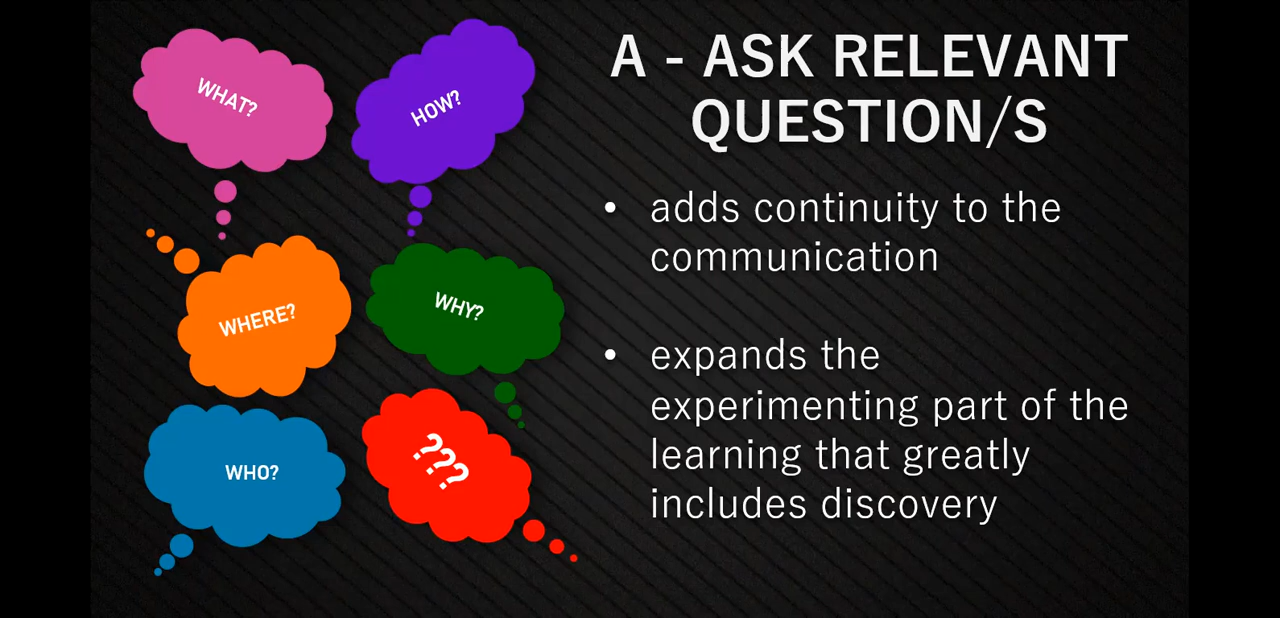 WHAT?
HOW?
WHERE?
WHY?
WHO?
???
A - ASK RELEVANT
QUESTION/S
• adds continuity to the
communication
• expands the
experimenting part of the
learning that greatly
includes discovery